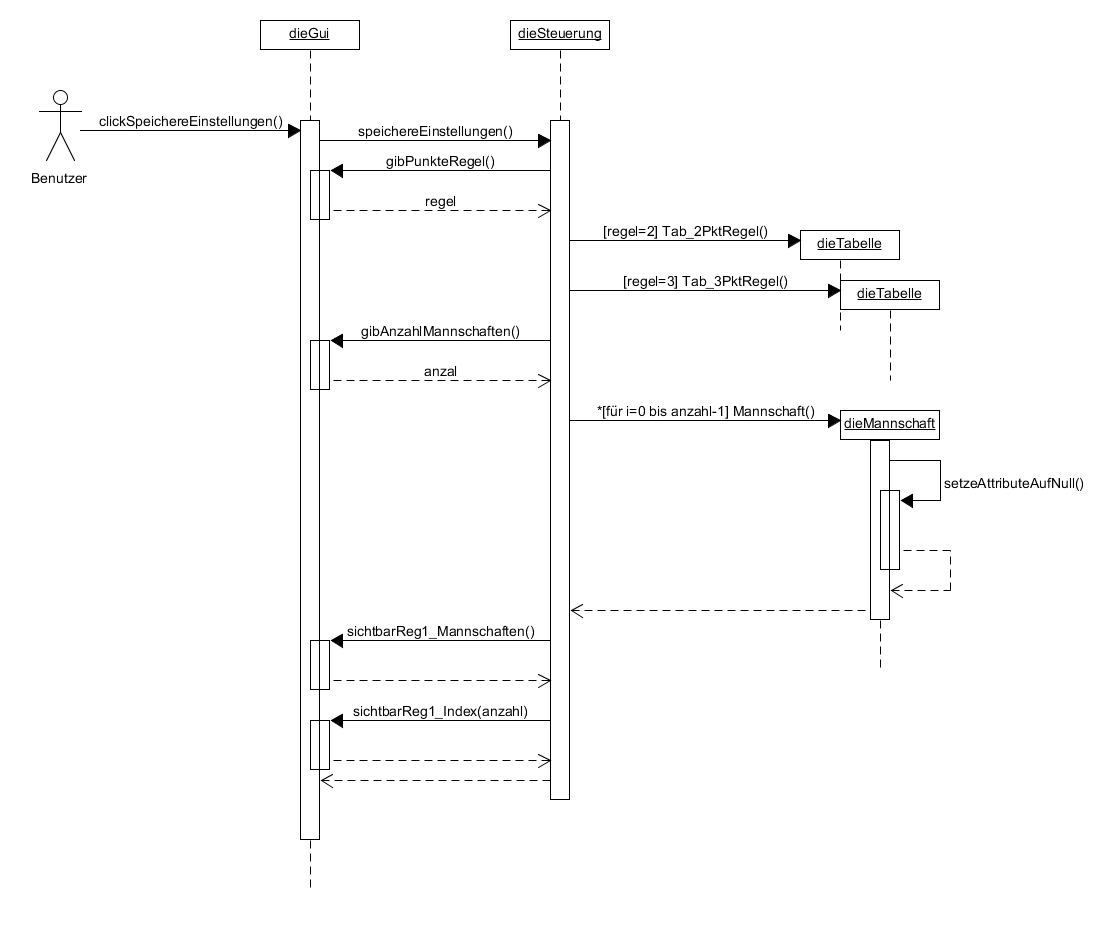 dieGui
dieSteuerung
clickSpeichereEinstellungen()
speichereEinstellungen()
gibPunkteRegel()
Benutzer
regel
[regel=2] Tab_2PktRegel()
dieTabelle
[regel=3] Tab_3PktRegel()
dieTabelle
gibAnzahlMannschaften()
anzal
*[für i=0 bis anzahl-1] Mannschaft()
dieMannschaft
setzeAttributeAufNull()
sichtbarReg1_Mannschaften()
sichtbarReg1_Index(anzahl)